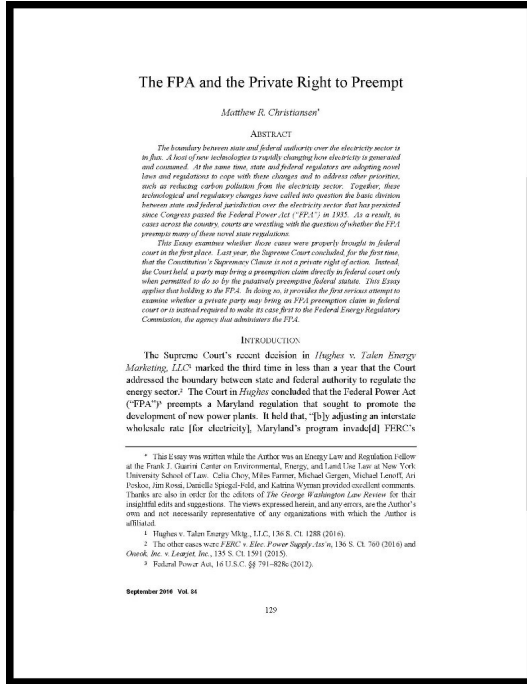 The FPA and the Private Right to Preempt
Matthew R. Christiansen*
ABSTRACT
The boundary between state and federal authority over the electricity sector is
in flux. A host of new technologies is rapidly changing how electricity is generated
and consumed. At the same time, state and federal regulators are adopting novel
laws and regulations to cope with these changes and to address other priorities,
such as reducing carbon pollution from the electricity sector. Together, these
technological and regulatory changes have called into question the basic division
between state and federal jurisdiction over the electricity sector that has persisted
since Congress passed the Federal Power Act (“FPA”) in 1935. As a result, in
cases across the country, courts are wrestling with the question of whether the FPA
preempts many of these novel state regulations.
This Essay examines whether those cases were properly brought in federal
court in the first place. Last year, the Supreme Court concluded, for the first time,
that the Constitution’s Supremacy Clause is not a private right of action. Instead,
the Court held, a party may bring a preemption claim directly in federal court only
when permitted to do so by the putatively preemptive federal statute. This Essay
applies that holding to the FPA. In doing so, it provides the first serious attempt to
examine whether a private party may bring an FPA preemption claim in federal
court or is instead required to make its case first to the Federal Energy Regulatory
Commission, the agency that administers the FPA.
INTRODUCTION
The Supreme Court’s recent decision in Hughes v. Talen Energy
Marketing, LLC¹ marked the third time in less than a year that the Court
addressed the boundary between state and federal authority to regulate the
energy sector.² The Court in Hughes concluded that the Federal Power Act
(“FPA”)³ preempts a Maryland regulation that sought to promote the
development of new power plants. It held that, “[b]y adjusting an interstate
wholesale rate [for electricity], Maryland’s program invade[d] FERC’s
* This Essay was written while the Author was an Energy Law and Regulation Fellow
at the Frank J. Guarini Center on Environmental, Energy, and Land Use Law at New York
University School of Law. Celia Choy, Miles Farmer, Michael Gergen, Michael Lenoff, Ari
Peskoe, Jim Rossi, Danielle Spiegel-Feld, and Katrina Wyman provided excellent comments.
Thanks are also in order for the editors of The George Washington Law Review for their
insightful edits and suggestions. The views expressed herein, and any errors, are the Author’s
own and not necessarily representative of any organizations with which the Author is
affiliated.
1 Hughes v. Talen Energy Mktg., LLC, 136 S. Ct. 1288 (2016).
2 The other cases were FERC v. Elec. Power Supply Ass’n, 136 S. Ct. 760 (2016) and
Oneok, Inc. v. Learjet, Inc., 135 S. Ct. 1591 (2015).
3 Federal Power Act, 16 U.S.C. §§ 791–828c (2012).
September 2016 Vol. 84
129